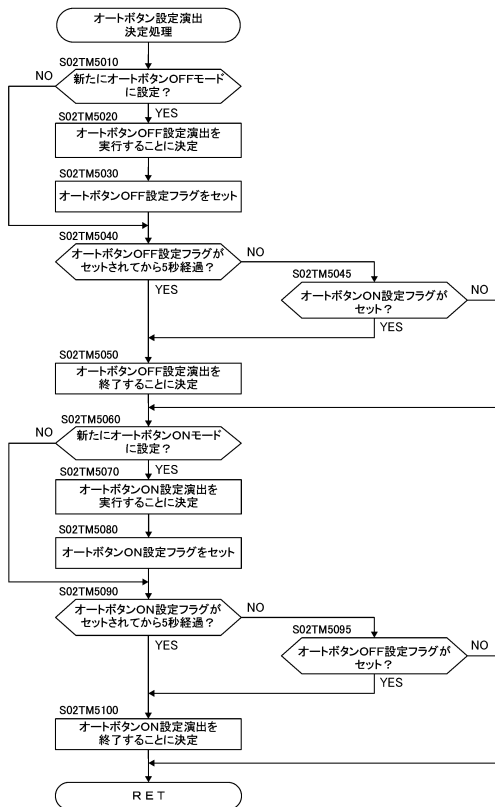 オートボタン設定演出
決定処理
S02TM5010
新たにオートボタンOFFモード
に設定？
NO
YES
S02TM5020
オートボタンOFF設定演出を
実行することに決定
S02TM5030
オートボタンOFF設定フラグをセット
S02TM5040
オートボタンOFF設定フラグが
セットされてから5秒経過？
NO
YES
S02TM5045
オートボタンON設定フラグが
セット？
NO
YES
S02TM5050
オートボタンOFF設定演出を
終了することに決定
S02TM5060
新たにオートボタンONモード
に設定？
NO
YES
S02TM5070
オートボタンON設定演出を
実行することに決定
S02TM5080
オートボタンON設定フラグをセット
S02TM5090
オートボタンON設定フラグが
セットされてから5秒経過？
NO
YES
S02TM5095
オートボタンOFF設定フラグが
セット？
NO
YES
S02TM5100
オートボタンON設定演出を
終了することに決定
ＲＥＴ